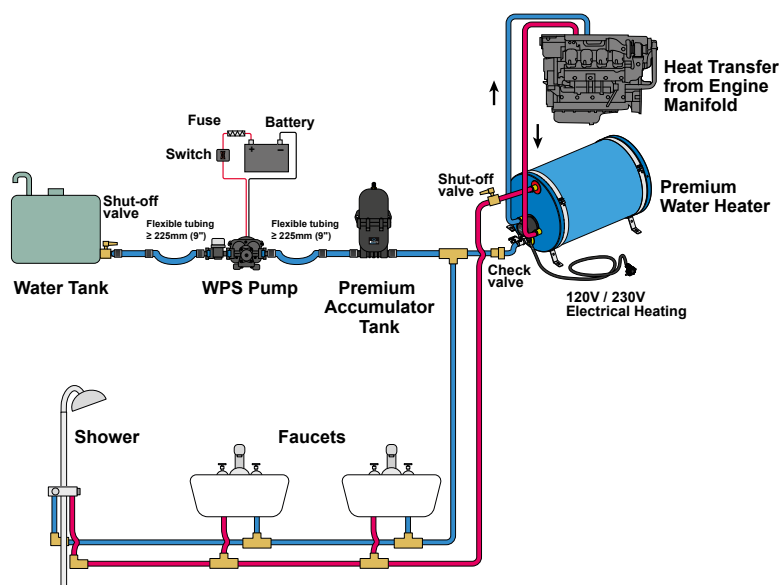 Heat Transfer
from Engine
Manifold
Fuse
Battery
+ −
Switch
Shut-off
valve
Premium
Water Heater
Shut-off
valve
Flexible tubing
≥ 225mm (9")
Flexible tubing
≥ 225mm (9")
Check
valve
Water Tank
WPS Pump
Premium
Accumulator
Tank
120V / 230V
Electrical Heating
Shower
Faucets